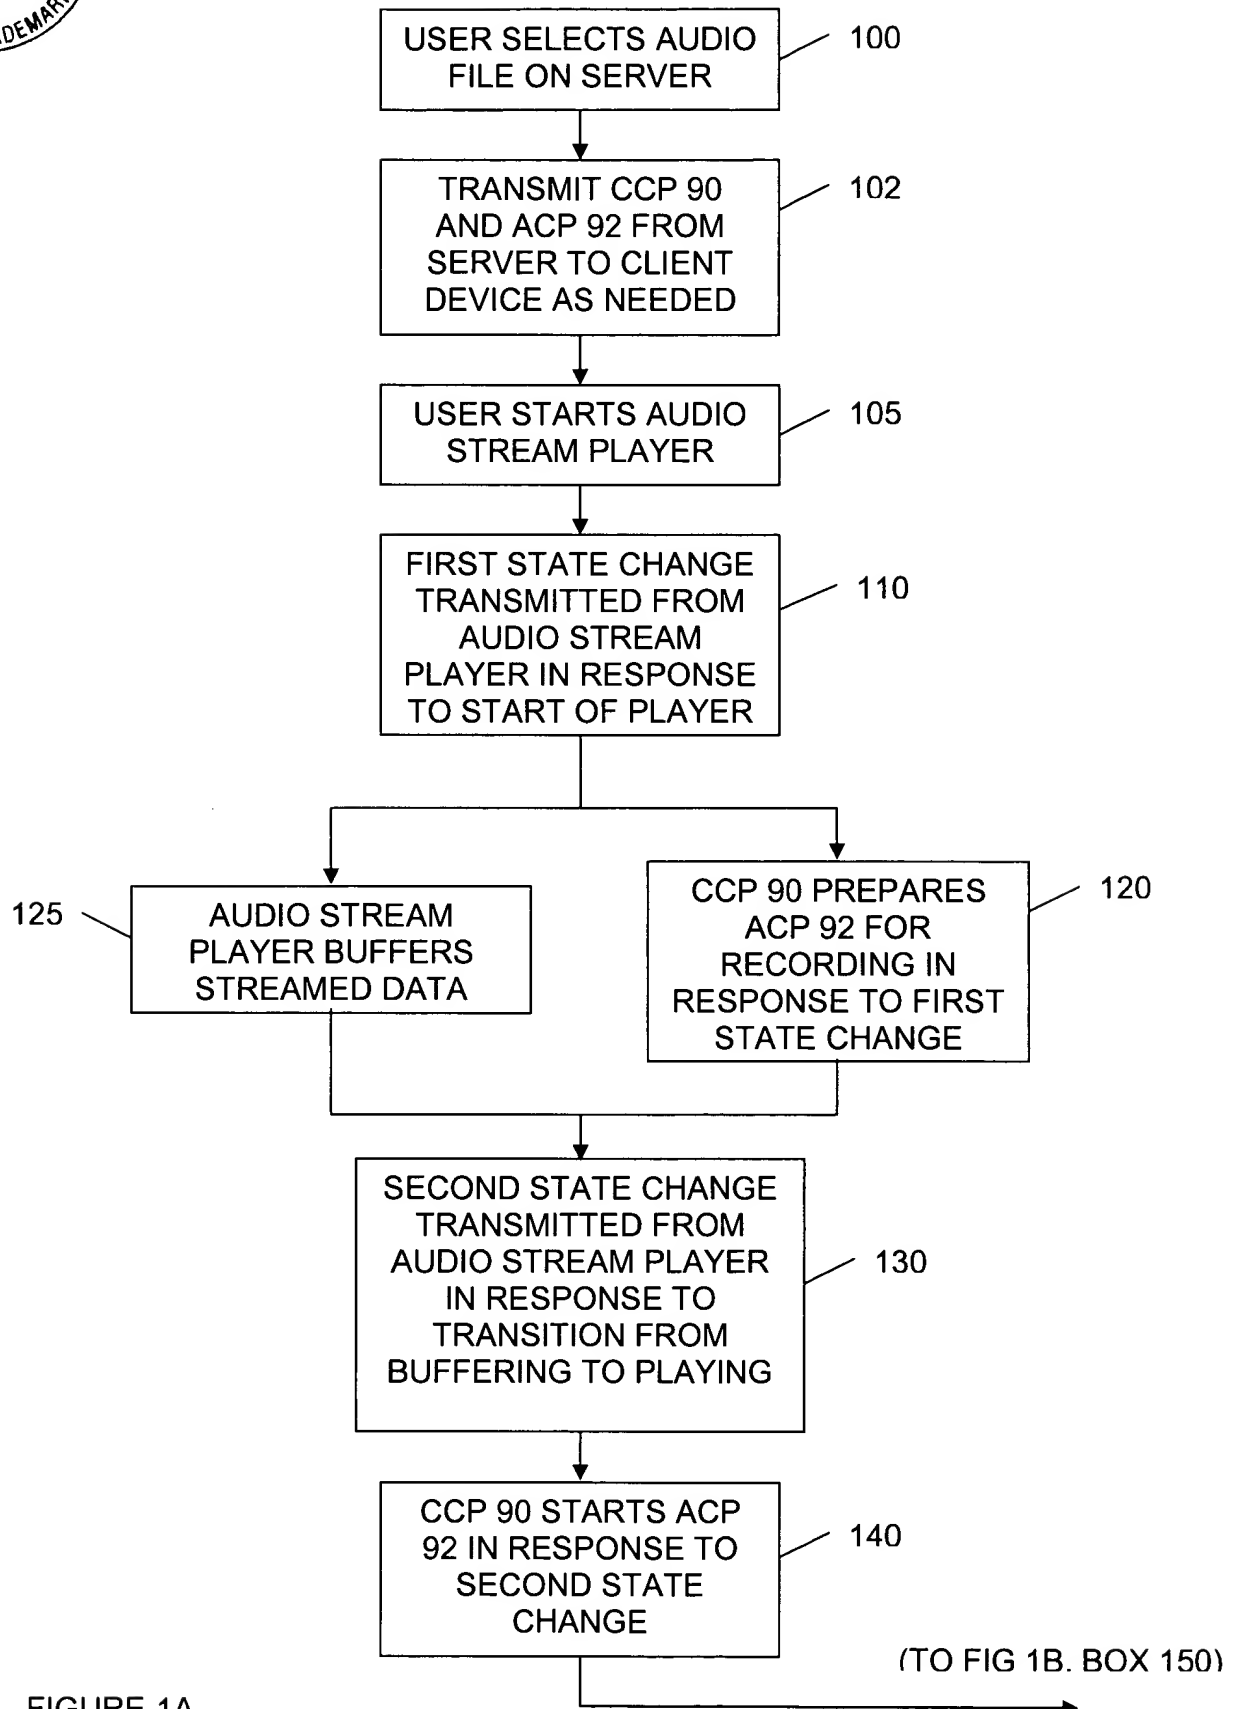 DEMAR
USER SELECTS AUDIO
FILE ON SERVER
100
TRANSMIT CCP 90
AND ACP 92 FROM
SERVER TO CLIENT
DEVICE AS NEEDED
102
USER STARTS AUDIO
STREAM PLAYER
105
FIRST STATE CHANGE
TRANSMITTED FROM
AUDIO STREAM
PLAYER IN RESPONSE
TO START OF PLAYER
110
125
AUDIO STREAM
PLAYER BUFFERS
STREAMED DATA
CCP 90 PREPARES
ACP 92 FOR
RECORDING IN
RESPONSE TO FIRST
STATE CHANGE
120
SECOND STATE CHANGE
TRANSMITTED FROM
AUDIO STREAM PLAYER
IN RESPONSE TO
TRANSITION FROM
BUFFERING TO PLAYING
130
CCP 90 STARTS ACP
92 IN RESPONSE TO
SECOND STATE
CHANGE
140
(TO FIG 1B. BOX 150)
FIGURE 1A